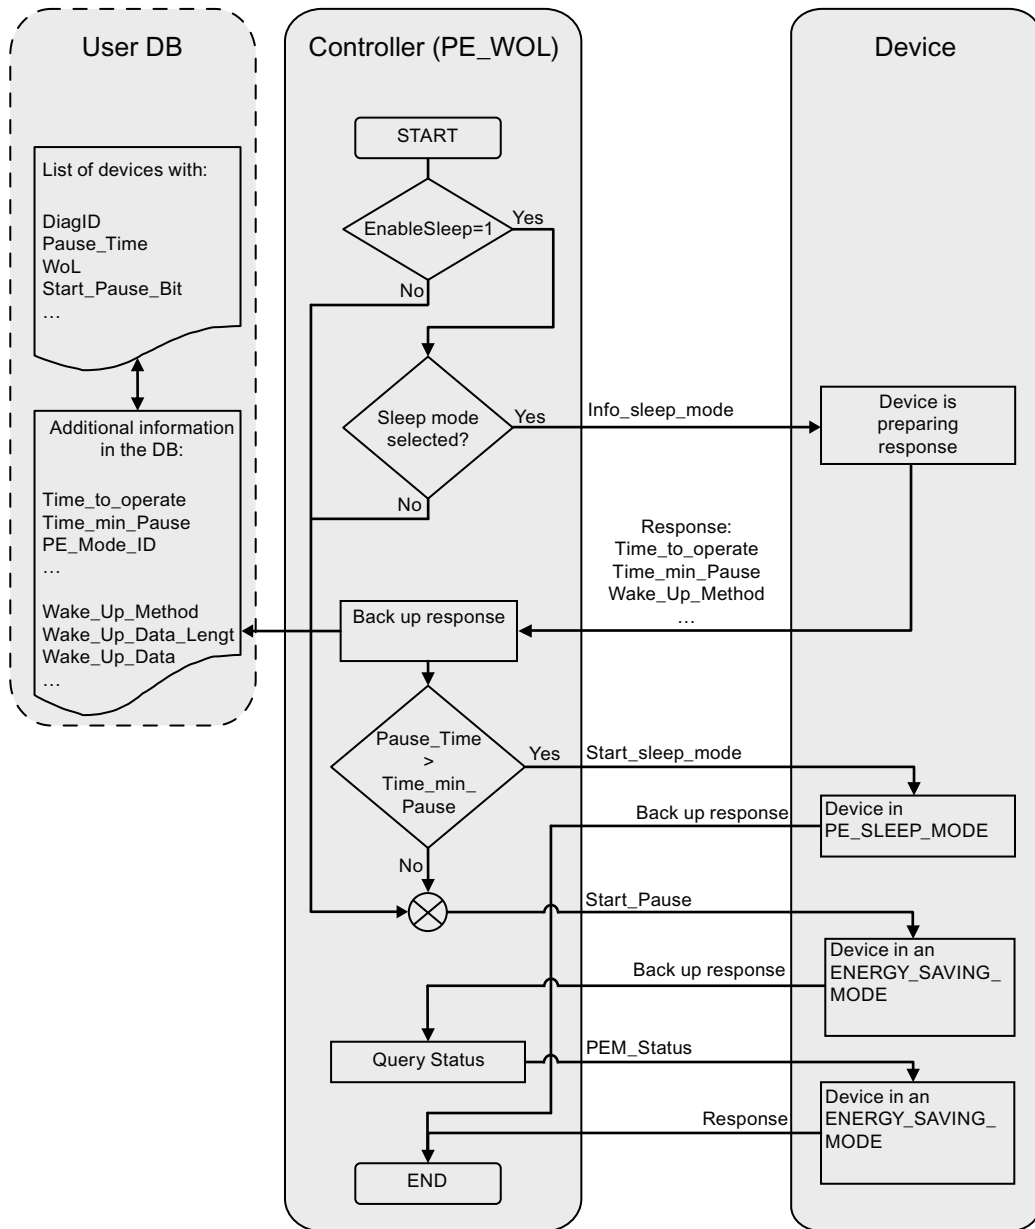 User DB
List of devices with:
DiagID
Pause_Time
WoL
Start_Pause_Bit
…
Additional information
in the DB:
Time_to_operate
Time_min_Pause
PE_Mode_ID
…
Wake_Up_Method
Wake_Up_Data_Lengt
Wake_Up_Data
…
Controller (PE_WOL)
START
EnableSleep=1
Yes
No
Sleep mode
selected?
Yes
No
Back up response
Pause_Time
>
Time_min_
Pause
Yes
No
Query Status
END
Info_sleep_mode
Response:
Time_to_operate
Time_min_Pause
Wake_Up_Method
…
Start_sleep_mode
Back up response
Start_Pause
Back up response
PEM_Status
Response
Device
Device is
preparing
response
Device in
PE_SLEEP_MODE
Device in an
ENERGY_SAVING_
MODE
Device in an
ENERGY_SAVING_
MODE